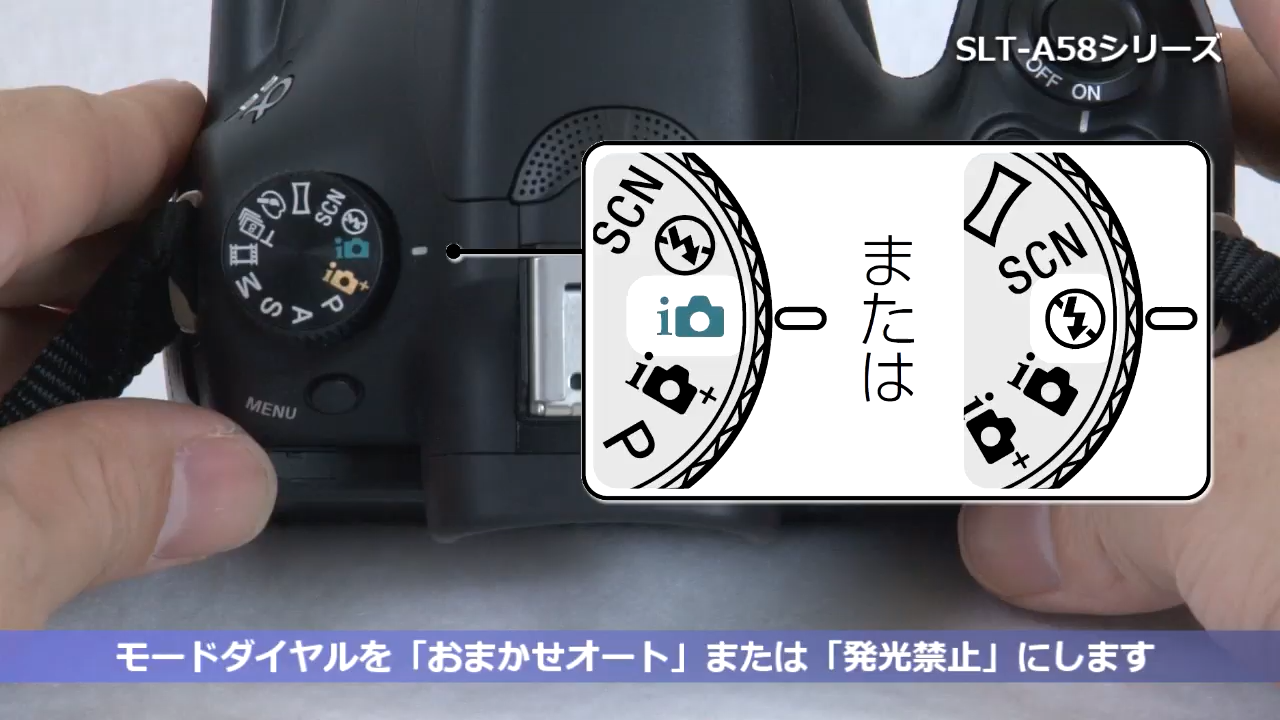 SLT-A58シリーズ
OFF ON
SCN
i
i+
P
A
S
M
MENU
SCN
i
i+
P
または
SCN
i
i+
モードダイヤルを「おまかせオート」または「発光禁止」にします